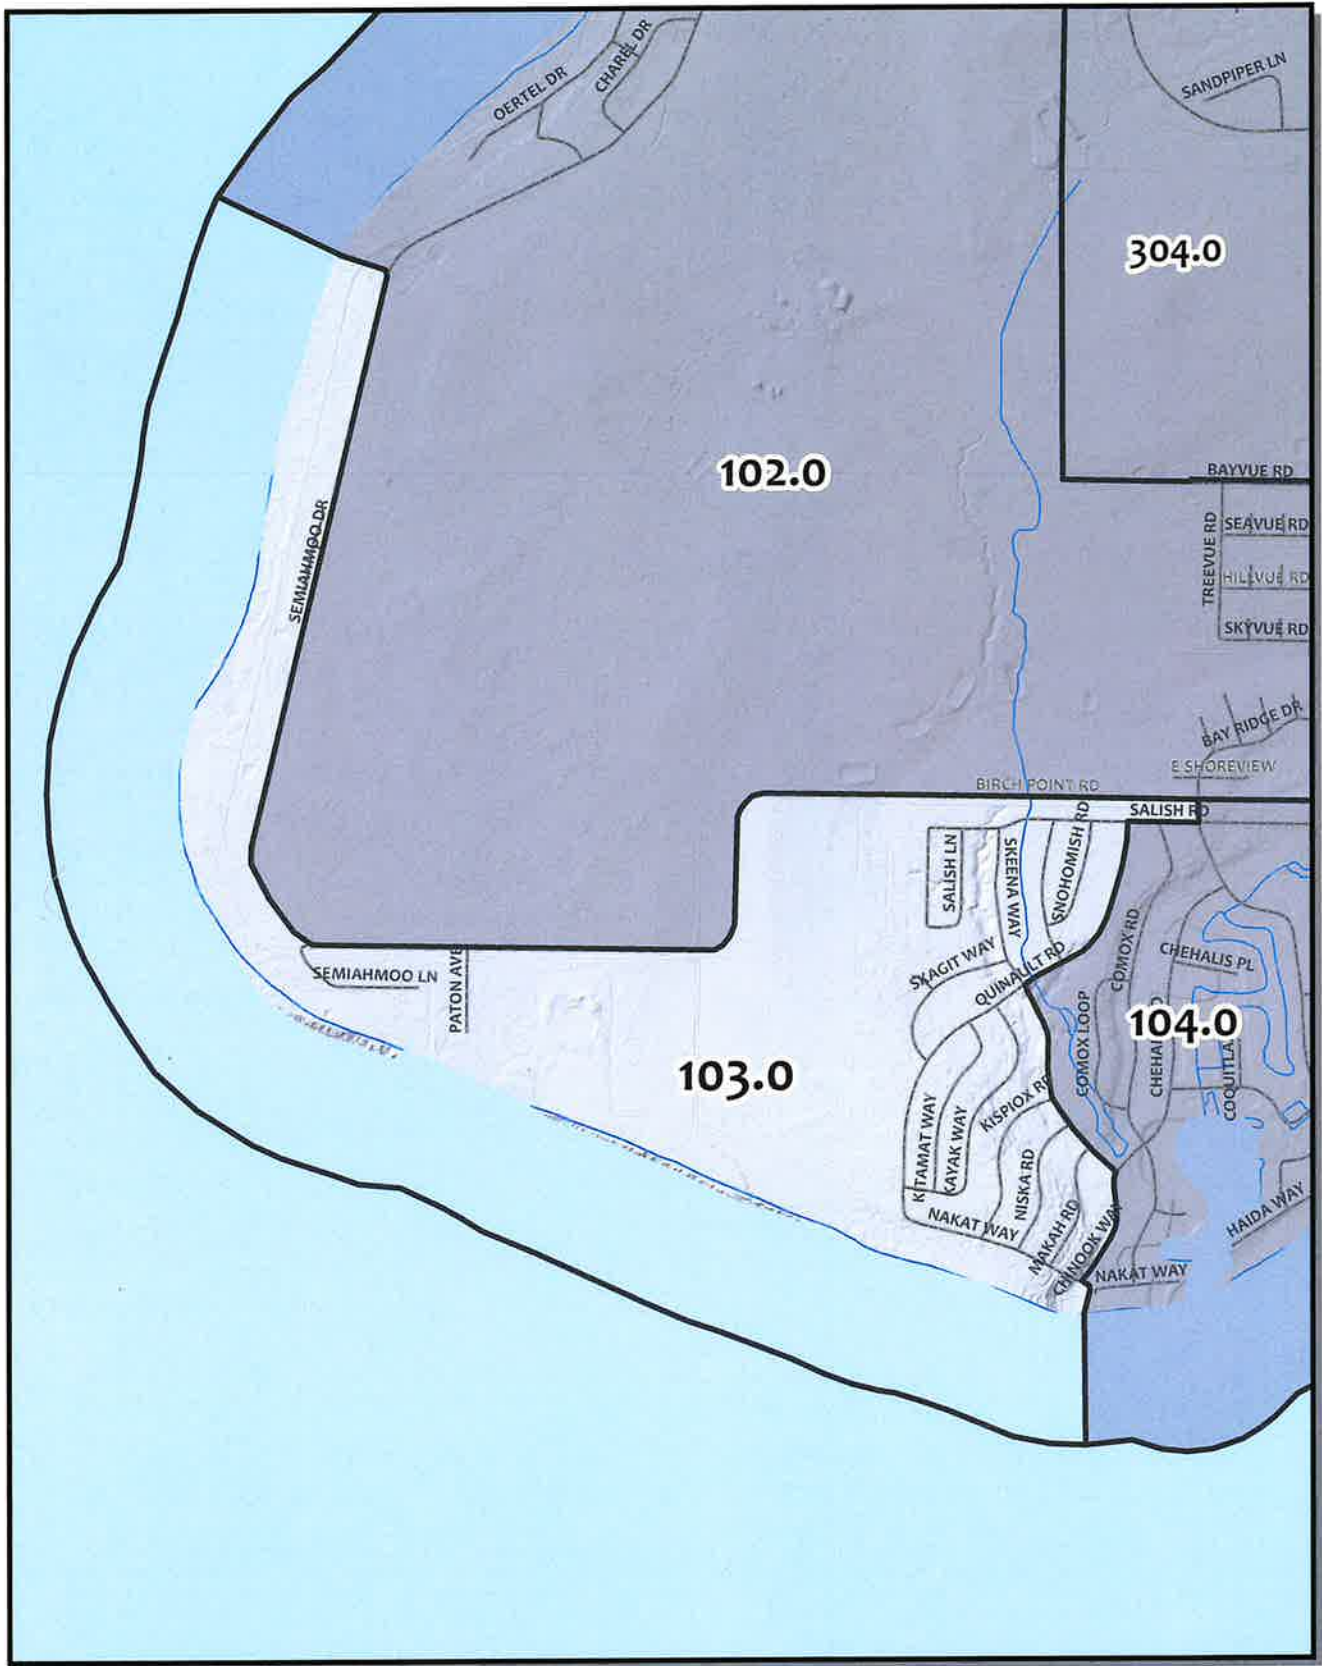 SANDPIPER LN
CHAREL DR
OERTEL DR
304.0
102.0
BAYVUE RD
SEAVUE RD
TREEVUE RD
HILLVUE RD
SKYVUE RD
SEMIAHMOO DR
BAY RIDGE DR
E SHOREVIEW
BIRCH POINT RD
SALISH RD
SALISH LN
SKEENA WAY
SNOHOMISH RD
COMOX RD
CHEHALIS PL
SKAGIT WAY
QUINAULT RD
SEMIAHMOO LN
PATON AVE
COMOX LOOP
104.0
103.0
KISPIOX RD
KITAMAT WAY
KAYAK WAY
NISKA RD
NAKAT WAY
MAKAH RD
CHINOOK WAY
HAIDA WAY
NAKAT WAY